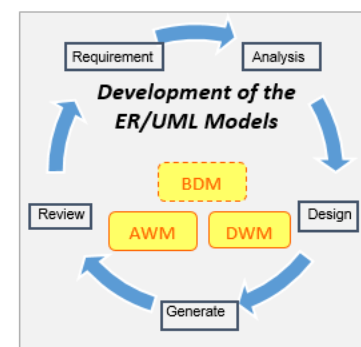 Requirement
Analysis
Development of the
ER/UML Models
BDM
Review
AWM
DWM
Design
Generate